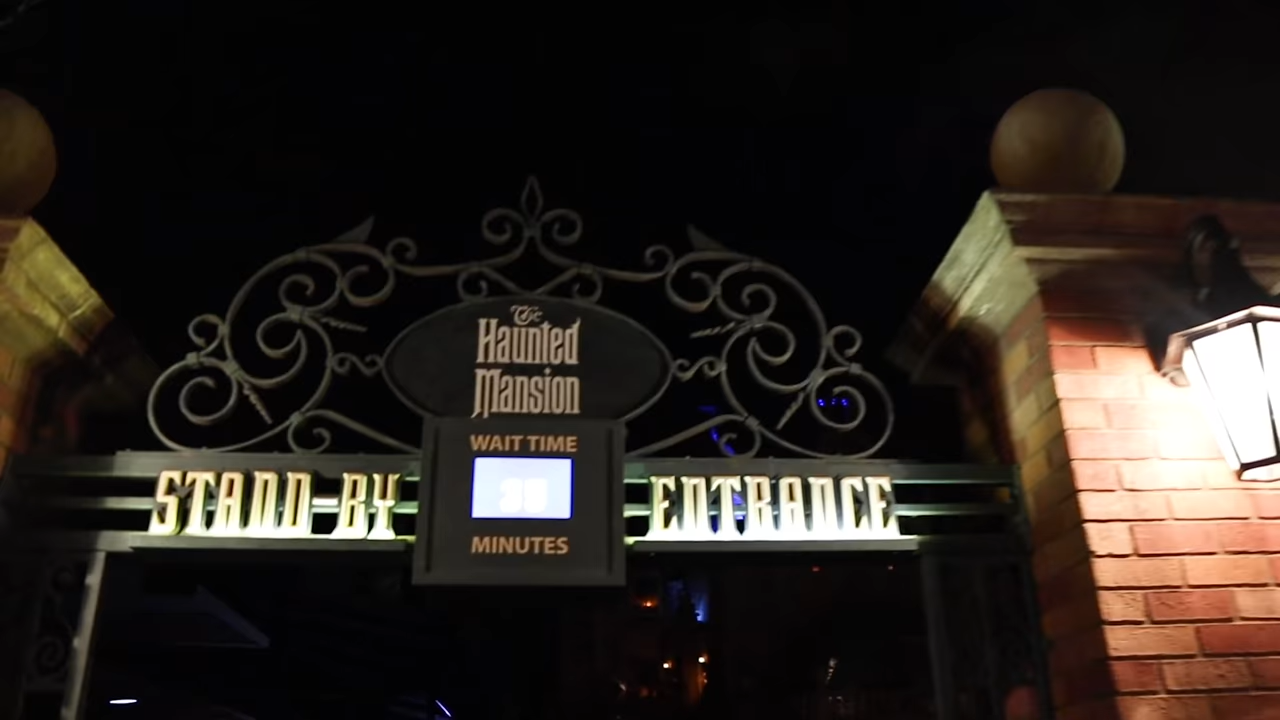 The
Haunted
Mansion
WAIT TIME
STAND-BY
ENTRANCE
MINUTES